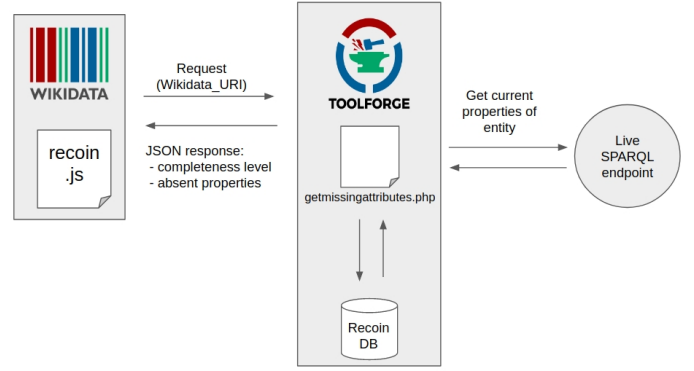 WIKIDATA
recoin
.js
Request
(Wikidata_URI)
JSON response:
- completeness level
- absent properties
TOOLFORGE
getmissingattributes.php
Recoin
DB
Get current
properties of
entity
Live
SPARQL
endpoint